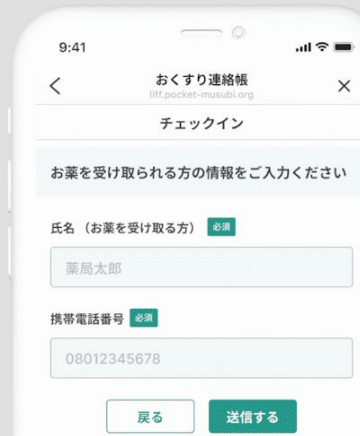 9:41
おくすり連絡帳
liff.pocket-musubi.org
チェックイン
お薬を受け取られる方の情報をご入力ください
氏名（お薬を受け取る方） 必須
薬局太郎
携帯電話番号 必須
08012345678
戻る 送信する